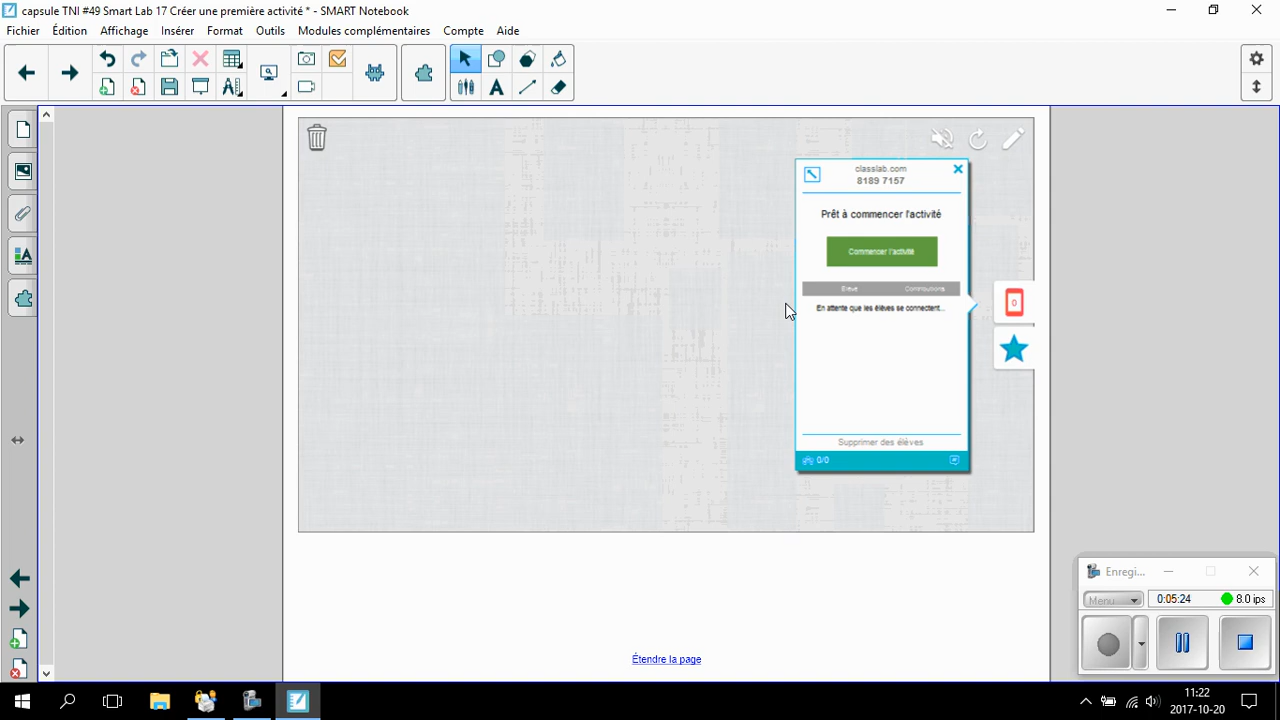 capsule TNI #49 Smart Lab 17 Créer une première activité * - SMART Notebook
Fichier Édition Affichage Insérer Format Outils Modules complémentaires Compte Aide
classlab.com
8189 7157
Prêt à commencer l'activité
Commencer l'activité
Élève Contributions
En attente que les élèves se connectent...
0
Supprimer des élèves
0/0
Étendre la page
Enregi...
Menu 0:05:24 8.0 ips
11:22
2017-10-20